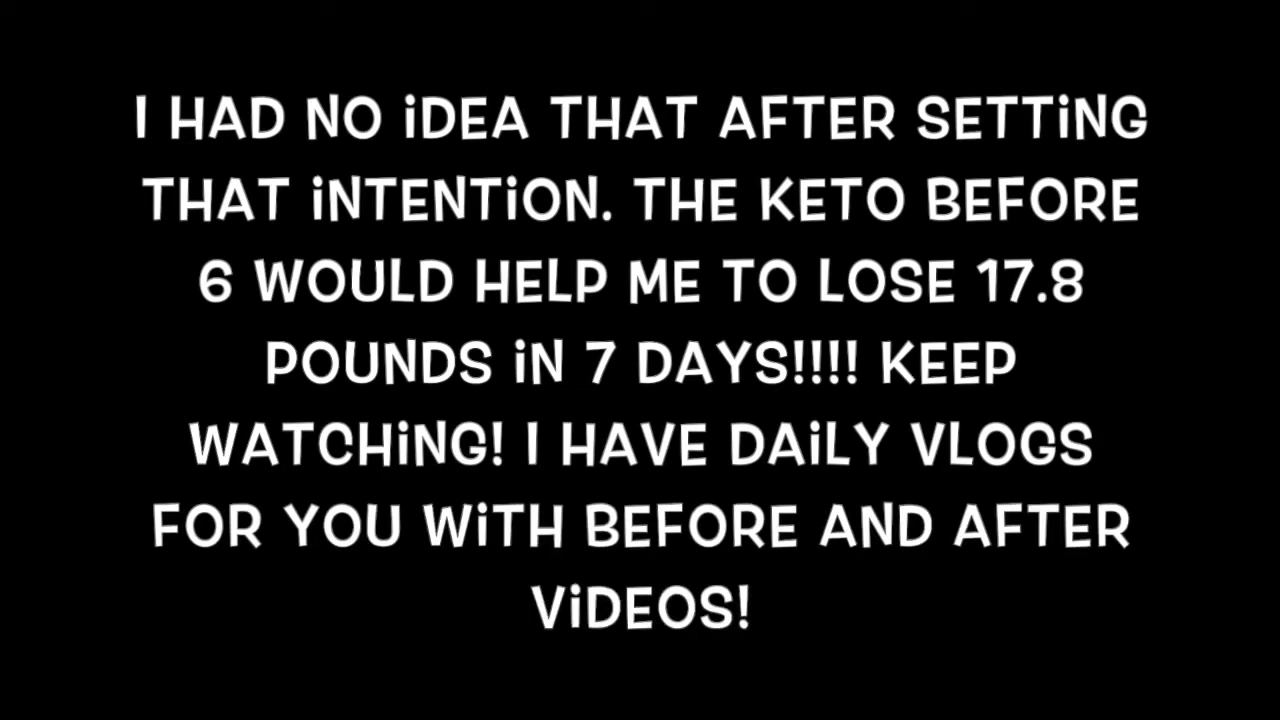 I HAD NO iDEA THAT AFTER SETTiNG
THAT iNTENTiON. THE KETO BEFORE
6 WOULD HELP ME TO LOSE 17.8
POUNDS iN 7 DAYS!!!! KEEP
WATCHiNG! I HAVE DAiLY VLOGS
FOR YOU WiTH BEFORE AND AFTER
ViDEOS!